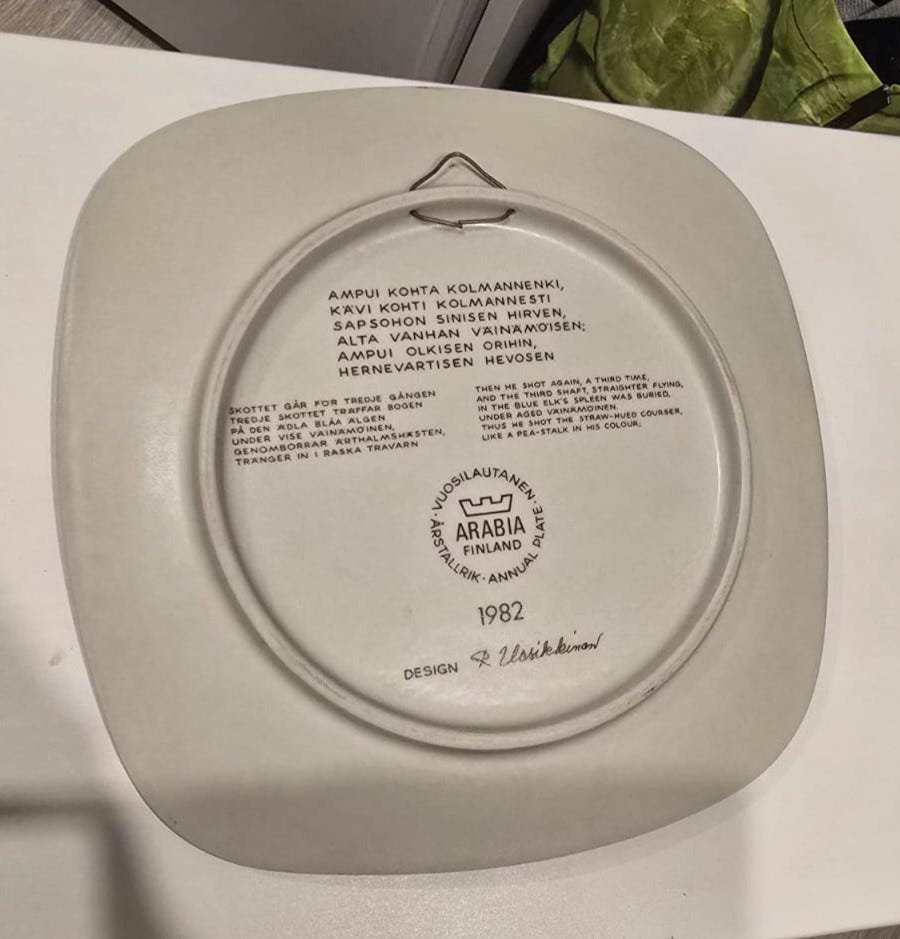 AMPUI KOHTA KOLMANNENKI,
KÄVI KOHTI KOLMANNESTI
SAPSOHON SINISEN HIRVEN,
ALTA VANHAN VÄINÄMÖISEN;
AMPUI OLKISEN ORIHIN,
HERNEVARTISEN HEVOSEN
SKOTTET GÅR FÖR TREDJE GÅNGEN
TREDJE SKOTTET TRÄFFAR BOGEN
PÅ DEN ÄDLA BLÅA ÄLGEN
UNDER VISE VÄINÄMÖINEN,
GENOMBORRAR ÄRTHALMSHÄSTEN,
TRÄNGER IN I RASKA TRAVARN
THEN HE SHOT AGAIN, A THIRD TIME,
AND THE THIRD SHAFT, STRAIGHTER FLYING,
IN THE BLUE ELK'S SPLEEN WAS BURIED,
UNDER AGED VÄINÄMÖINEN.
THUS HE SHOT THE STRAW-HUED COURSER,
LIKE A PEA-STALK IN HIS COLOUR;
· VUOSILAUTANEN ·
ARABIA
FINLAND
ÅRSTALLRIK · ANNUAL PLATE
1982
DESIGN R Uosikkinen